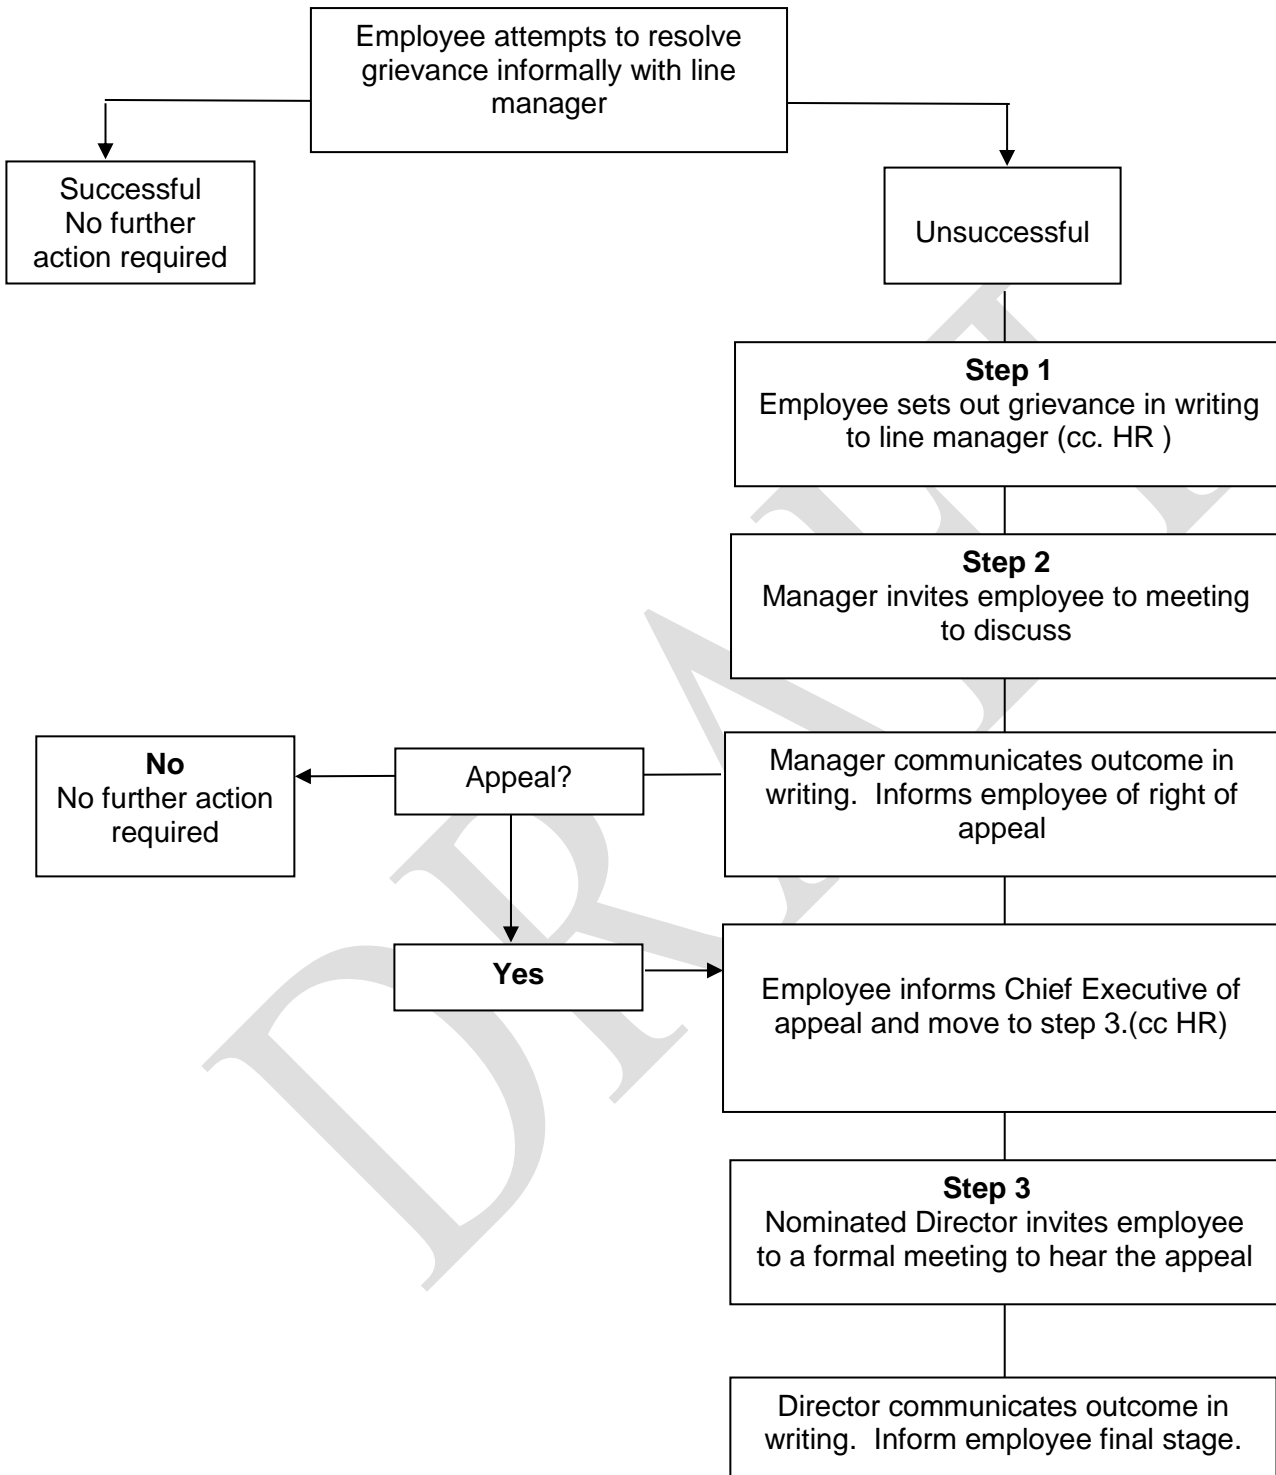 Employee attempts to resolve
grievance informally with line
manager
Successful
No further
action required
Unsuccessful
Step 1
Employee sets out grievance in writing
to line manager (cc. HR )
Step 2
Manager invites employee to meeting
to discuss
No
No further action
required
Appeal?
Manager communicates outcome in
writing.  Informs employee of right of
appeal
Yes
Employee informs Chief Executive of
appeal and move to step 3.(cc HR)
Step 3
Nominated Director invites employee
to a formal meeting to hear the appeal
Director communicates outcome in
writing.  Inform employee final stage.
DRAFT